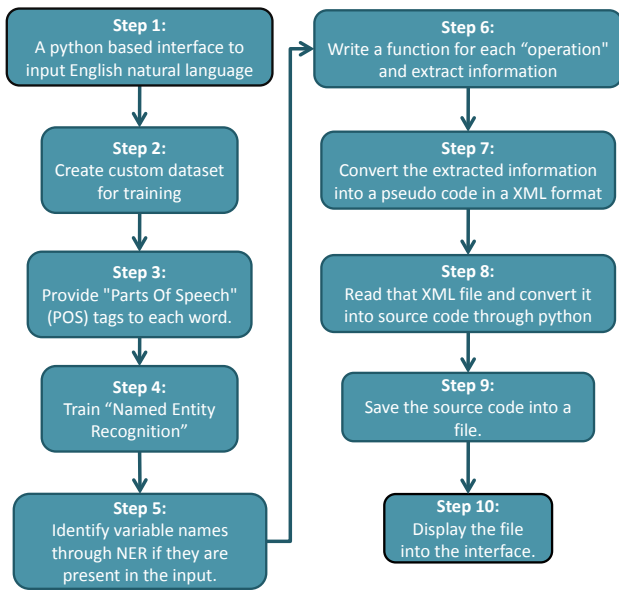 Step 1:
A python based interface to
input English natural language
Step 2:
Create custom dataset
for training
Step 3:
Provide "Parts Of Speech"
(POS) tags to each word.
Step 4:
Train “Named Entity
Recognition”
Step 5:
Identify variable names
through NER if they are
present in the input.
Step 6:
Write a function for each “operation"
and extract information
Step 7:
Convert the extracted information
into a pseudo code in a XML format
Step 8:
Read that XML file and convert it
into source code through python
Step 9:
Save the source code into a
file.
Step 10:
Display the file
into the interface.